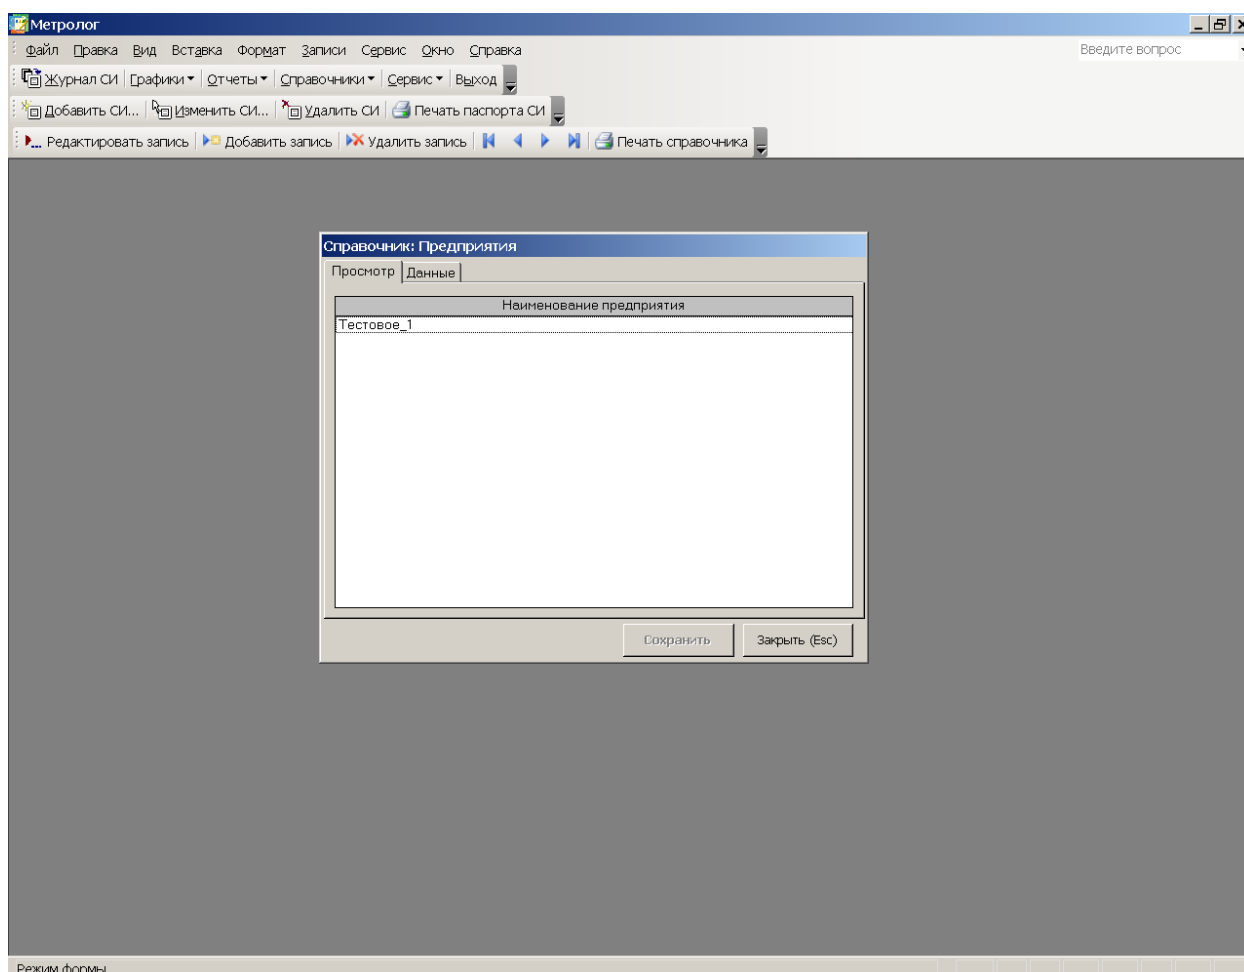 Метролог
Файл Правка Вид Вставка Формат Записи Сервис Окно Справка Введите вопрос
Журнал СИ Графики Отчеты Справочники Сервис Выход
Добавить СИ... Изменить СИ... Удалить СИ Печать паспорта СИ
... Редактировать запись Добавить запись Удалить запись Печать справочника
Справочник: Предприятия
Просмотр Данные
Наименование предприятия
Тестовое_1
Сохранить Закрыть (Esc)
Режим формы